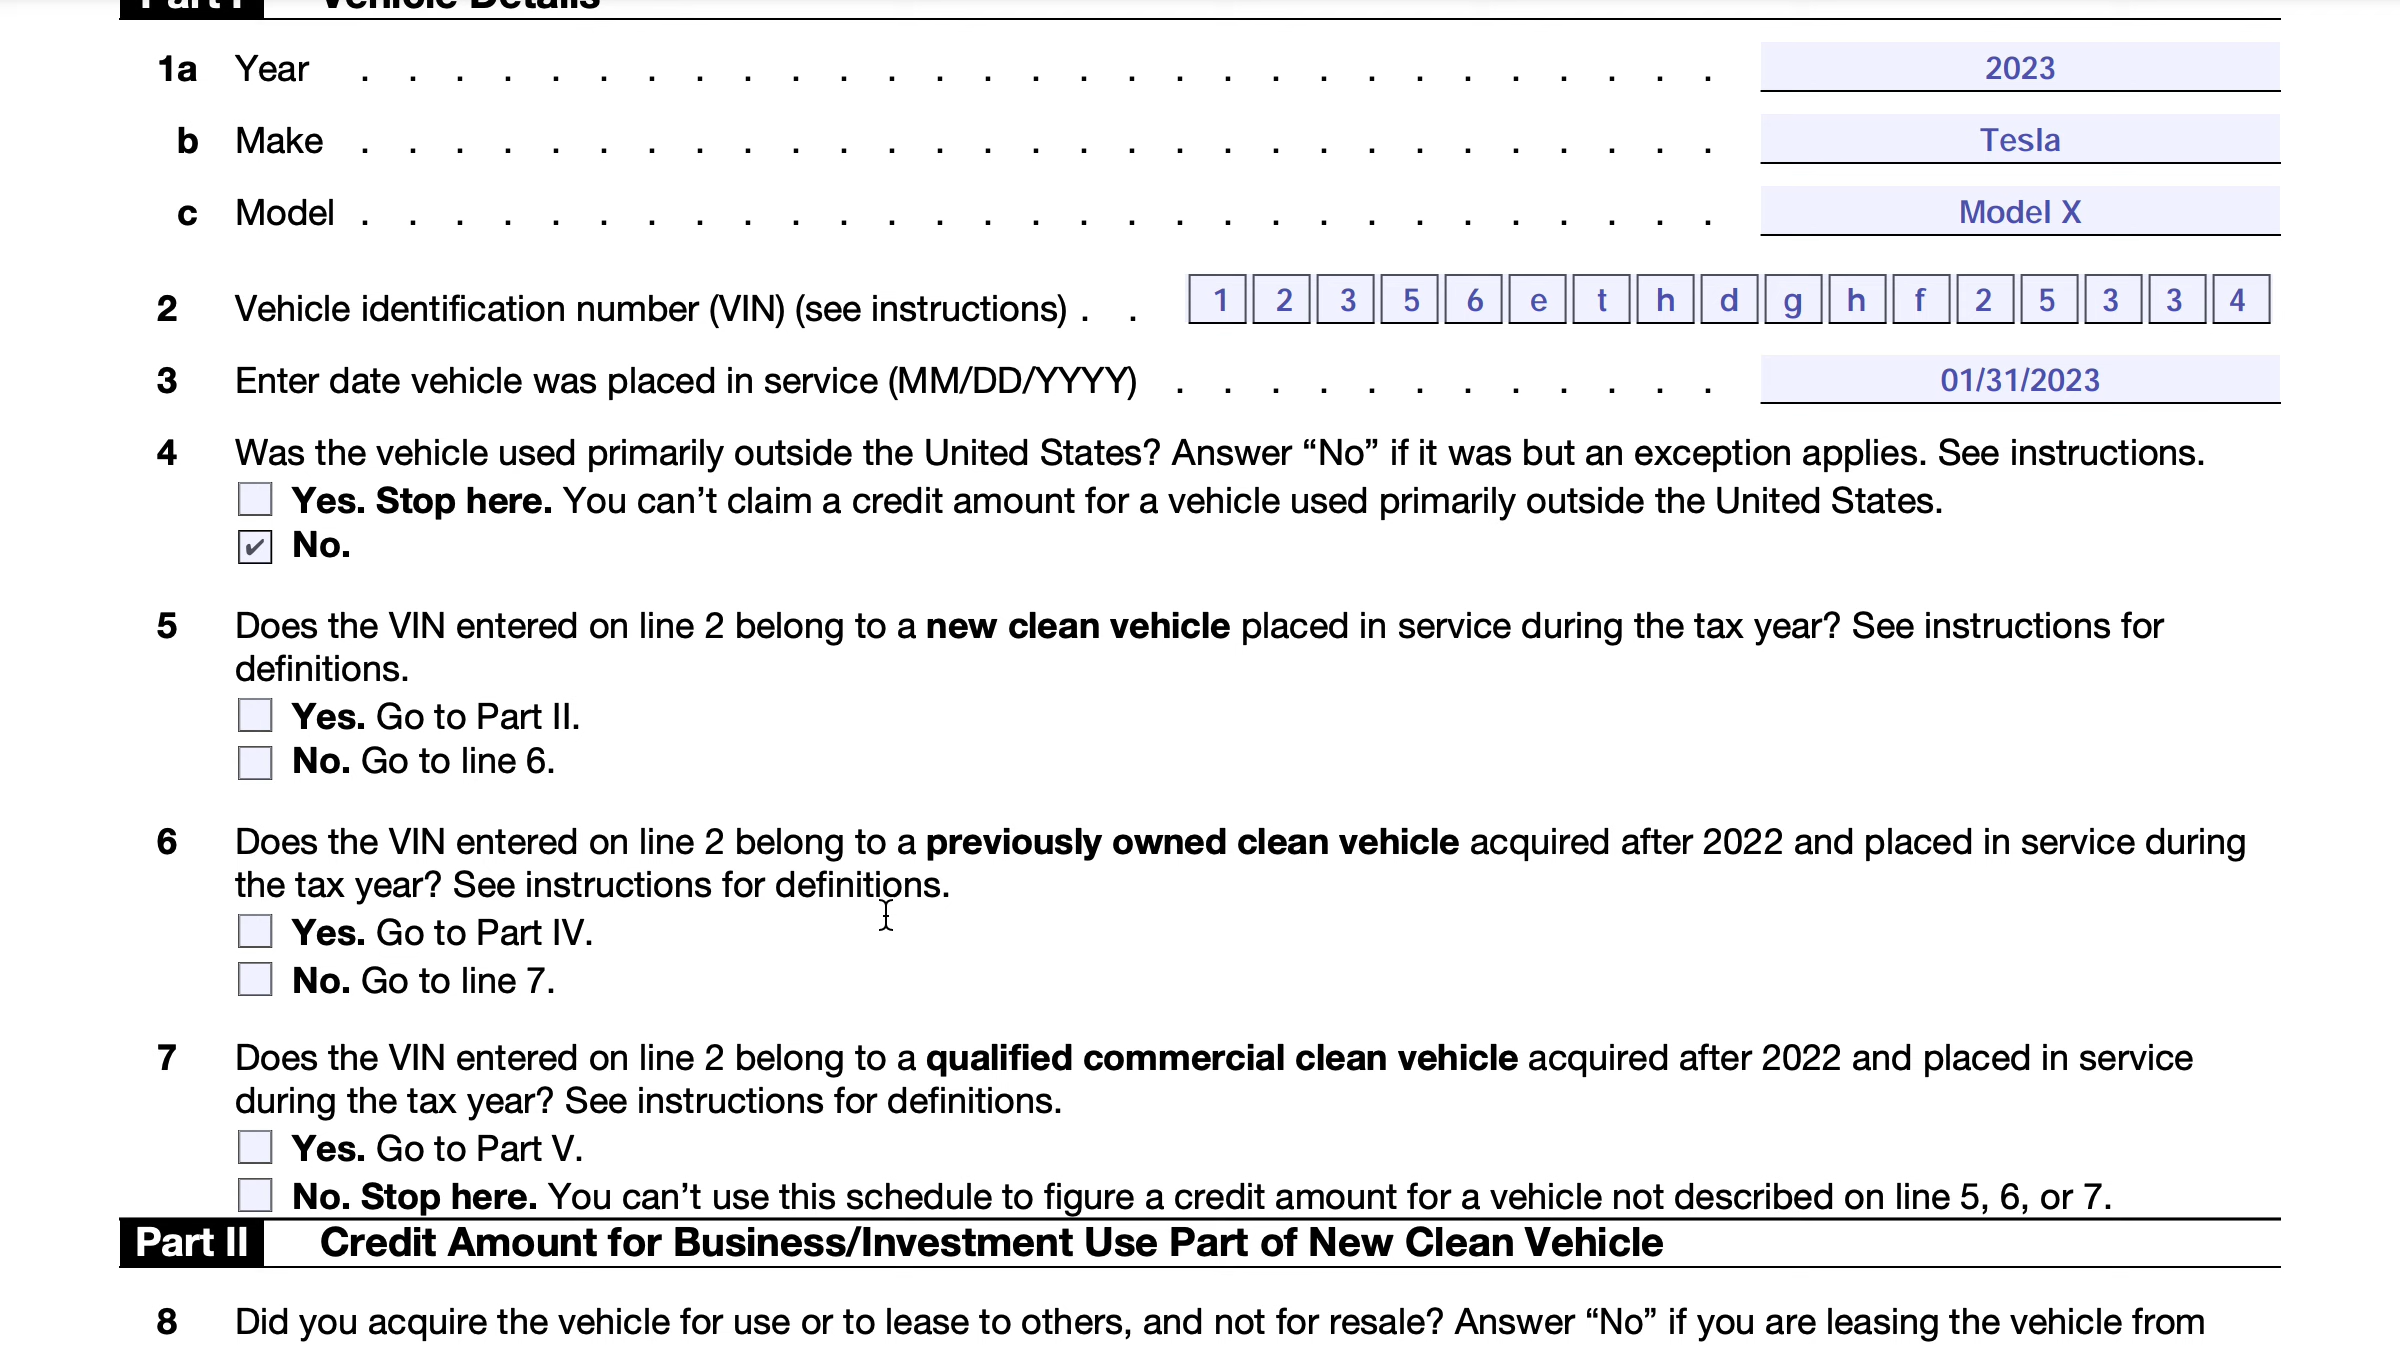 Part I Vehicle Details
1a Year . . . . . . . . . . . . . . . . . . . . . . . . . . . . . 2023
b Make . . . . . . . . . . . . . . . . . . . . . . . . . . . . . Tesla
c Model . . . . . . . . . . . . . . . . . . . . . . . . . . . . . Model X
2 Vehicle identification number (VIN) (see instructions) . . 1 2 3 5 6 e t h d g h f 2 5 3 3 4
3 Enter date vehicle was placed in service (MM/DD/YYYY) . . . . . . . . . . . . 01/31/2023
4 Was the vehicle used primarily outside the United States? Answer “No” if it was but an exception applies. See instructions.
Yes. Stop here. You can’t claim a credit amount for a vehicle used primarily outside the United States.
✔ No.
5 Does the VIN entered on line 2 belong to a new clean vehicle placed in service during the tax year? See instructions for
definitions.
Yes. Go to Part II.
No. Go to line 6.
6 Does the VIN entered on line 2 belong to a previously owned clean vehicle acquired after 2022 and placed in service during
the tax year? See instructions for definitions.
Yes. Go to Part IV.
No. Go to line 7.
7 Does the VIN entered on line 2 belong to a qualified commercial clean vehicle acquired after 2022 and placed in service
during the tax year? See instructions for definitions.
Yes. Go to Part V.
No. Stop here. You can’t use this schedule to figure a credit amount for a vehicle not described on line 5, 6, or 7.
Part II Credit Amount for Business/Investment Use Part of New Clean Vehicle
8 Did you acquire the vehicle for use or to lease to others, and not for resale? Answer “No” if you are leasing the vehicle from